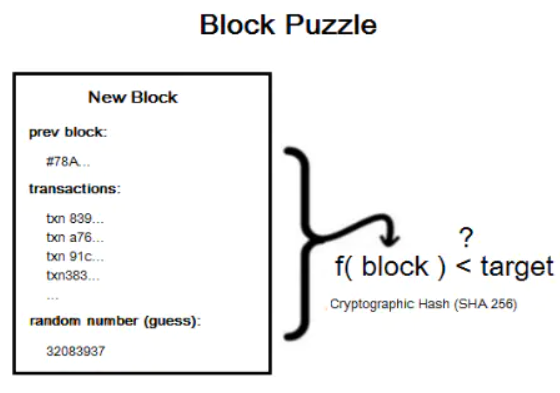 Block Puzzle
New Block
prev block:
#78A...
transactions:
txn 839...
txn a76...
txn 91c...
txn383...
...
random number (guess):
32083937
?
f( block ) < target
Cryptographic Hash (SHA 256)